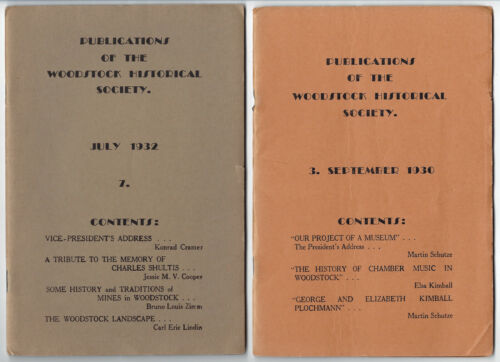 PUBLICATIONS
OF THE
WOODSTOCK HISTORICAL
SOCIETY.
JULY 1932
7.
CONTENTS:
VICE-PRESIDENT'S ADDRESS . . .
Konrad Cramer
A TRIBUTE TO THE MEMORY OF
CHARLES SHULTIS . . .
Jessie M. V. Cooper
SOME HISTORY and TRADITIONS of
MINES in WOODSTOCK . . .
Bruno Louis Zimm
THE WOODSTOCK LANDSCAPE . . .
Carl Eric Lindin
PUBLICATIONS
OF THE
WOODSTOCK HISTORICAL
SOCIETY.
3. SEPTEMBER 1930
CONTENTS:
"OUR PROJECT OF A MUSEUM" . . .
The President's Address . . .
Martin Schutze
"THE HISTORY OF CHAMBER MUSIC IN
WOODSTOCK" . . .
Elsa Kimball
"GEORGE AND ELIZABETH KIMBALL
PLOCHMANN" . . .
Martin Schutze